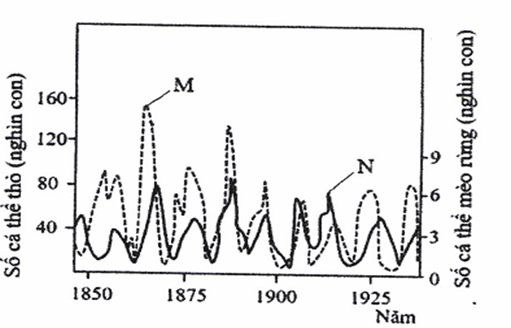 Số cá thể thỏ (nghìn con)
160
120
80
40
M
N
9
6
3
0
Số cá thể mèo rừng (nghìn con)
1850
1875
1900
1925
Năm